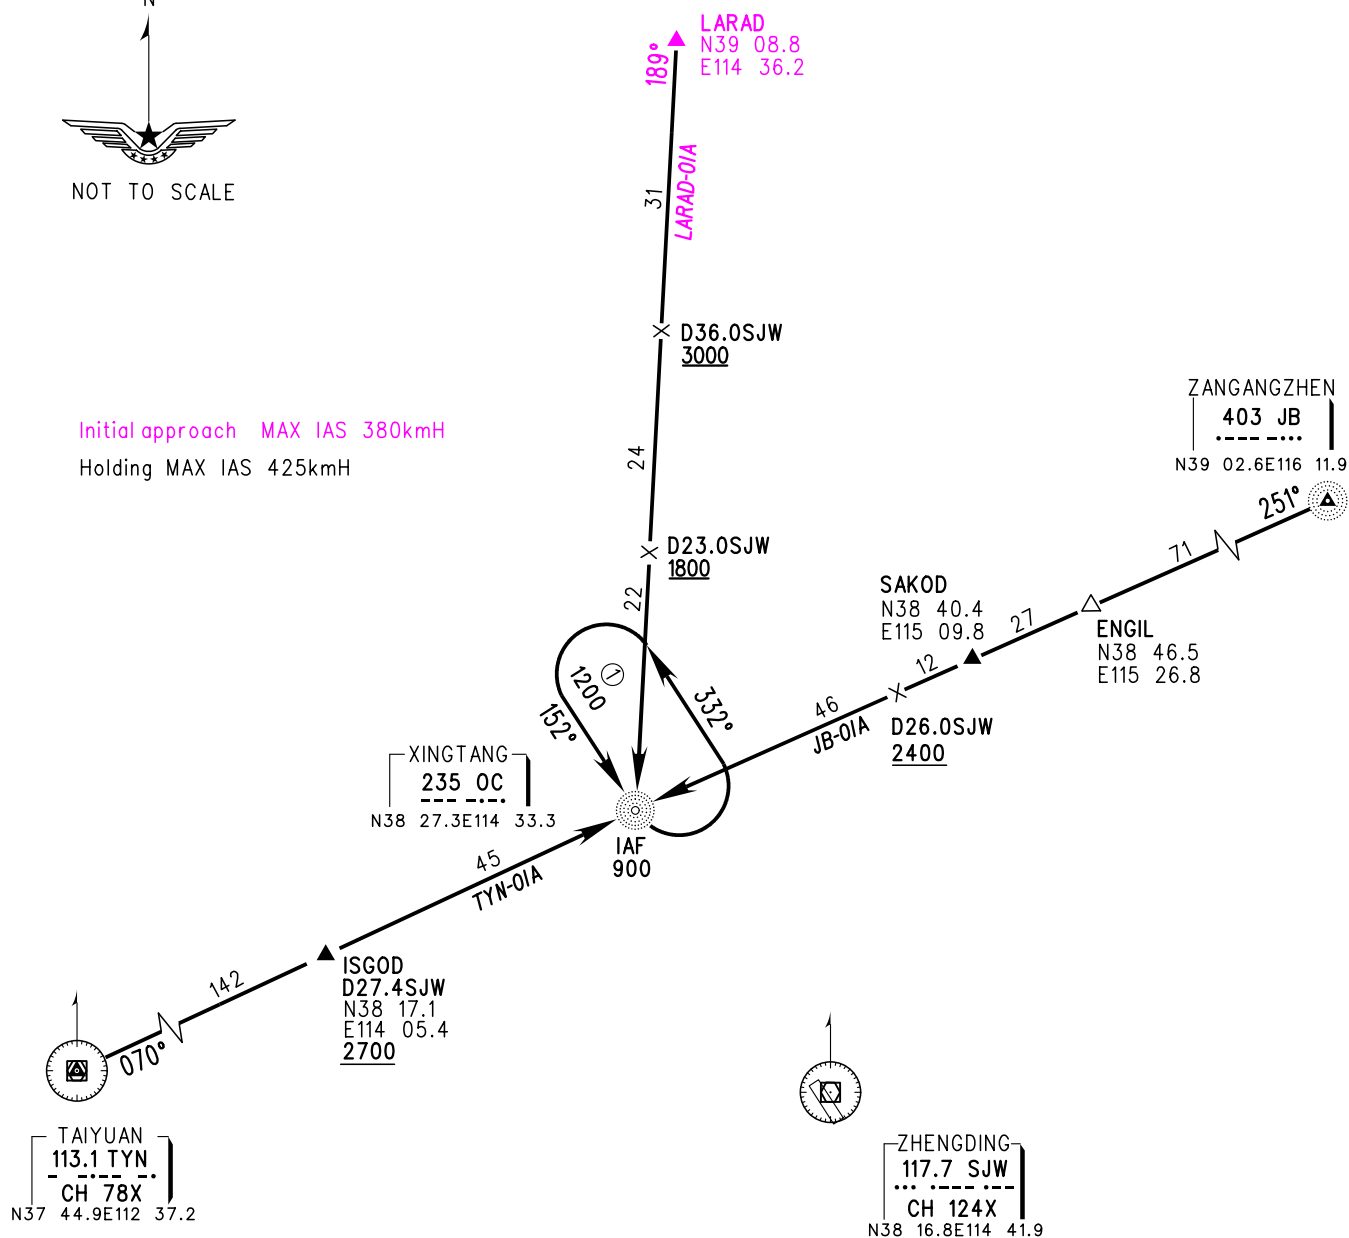 N
NOT TO SCALE
LARAD
N39 08.8
E114 36.2
189°
31
LARAD-01A
D36.0SJW
3000
Initial approach MAX IAS 380kmH
Holding MAX IAS 425kmH
24
D23.0SJW
1800
22
ZANGANGZHEN
403 JB
N39 02.6E116 11.9
251°
71
ENGIL
N38 46.5
E115 26.8
27
SAKOD
N38 40.4
E115 09.8
12
D26.0SJW
2400
46
JB-01A
1
1200
152°
332°
XINGTANG
235 OC
N38 27.3E114 33.3
IAF
900
45
TYN-01A
ISGOD
D27.4SJW
N38 17.1
E114 05.4
2700
142
070°
TAIYUAN
113.1 TYN
CH 78X
N37 44.9E112 37.2
ZHENGDING
117.7 SJW
CH 124X
N38 16.8E114 41.9